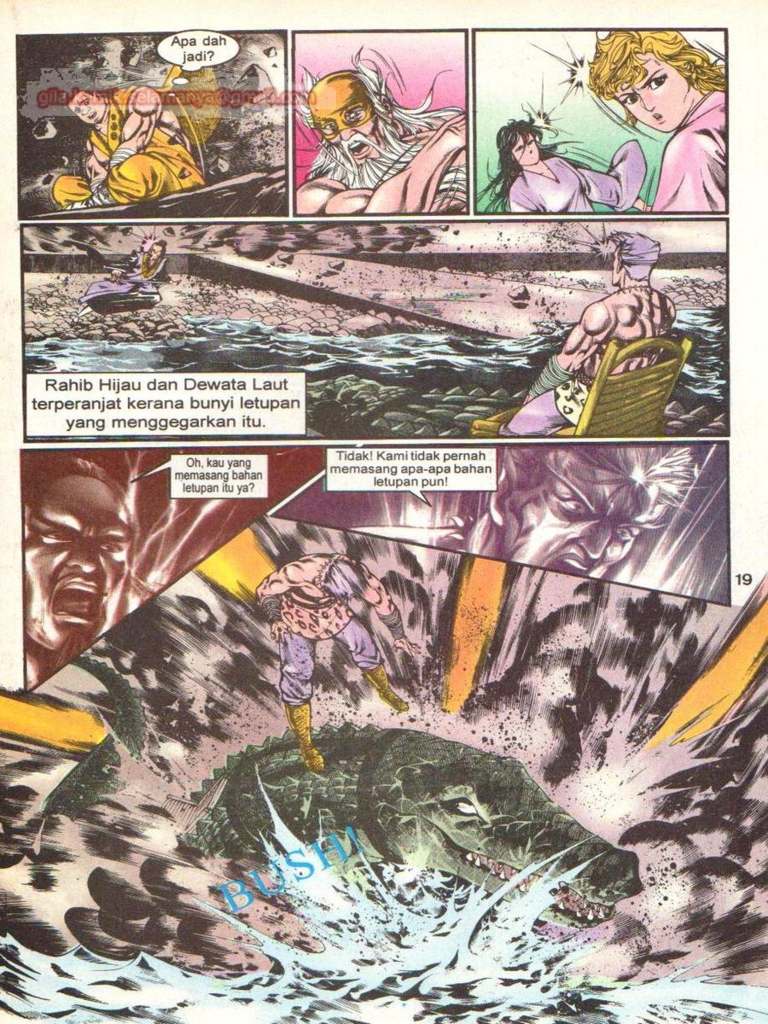 Apa dah
jadi?
Rahib Hijau dan Dewata Laut
terperanjat kerana bunyi letupan
yang menggegarkan itu.
Oh, kau yang
memasang bahan
letupan itu ya?
Tidak! Kami tidak pernah
memasang apa-apa bahan
letupan pun!
19
BUSH!